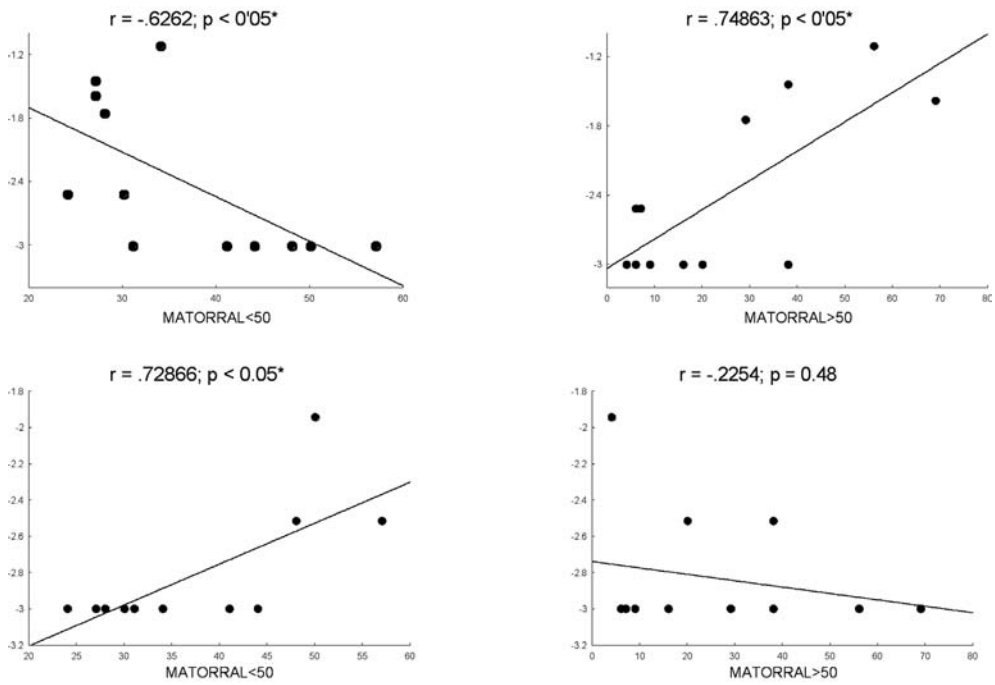 r = -.6262; p < 0'05*
-1.2
-1.8
-2.4
-3
20 30 40 50 60
MATORRAL<50
r = .74863; p < 0'05*
-1.2
-1.8
-2.4
-3
0 10 20 30 40 50 60 70 80
MATORRAL>50
r = .72866; p < 0.05*
-1.8
-2
-2.2
-2.4
-2.6
-2.8
-3
-3.2
20 25 30 35 40 45 50 55 60
MATORRAL<50
r = -.2254; p = 0.48
-1.8
-2
-2.2
-2.4
-2.6
-2.8
-3
-3.2
0 10 20 30 40 50 60 70 80
MATORRAL>50